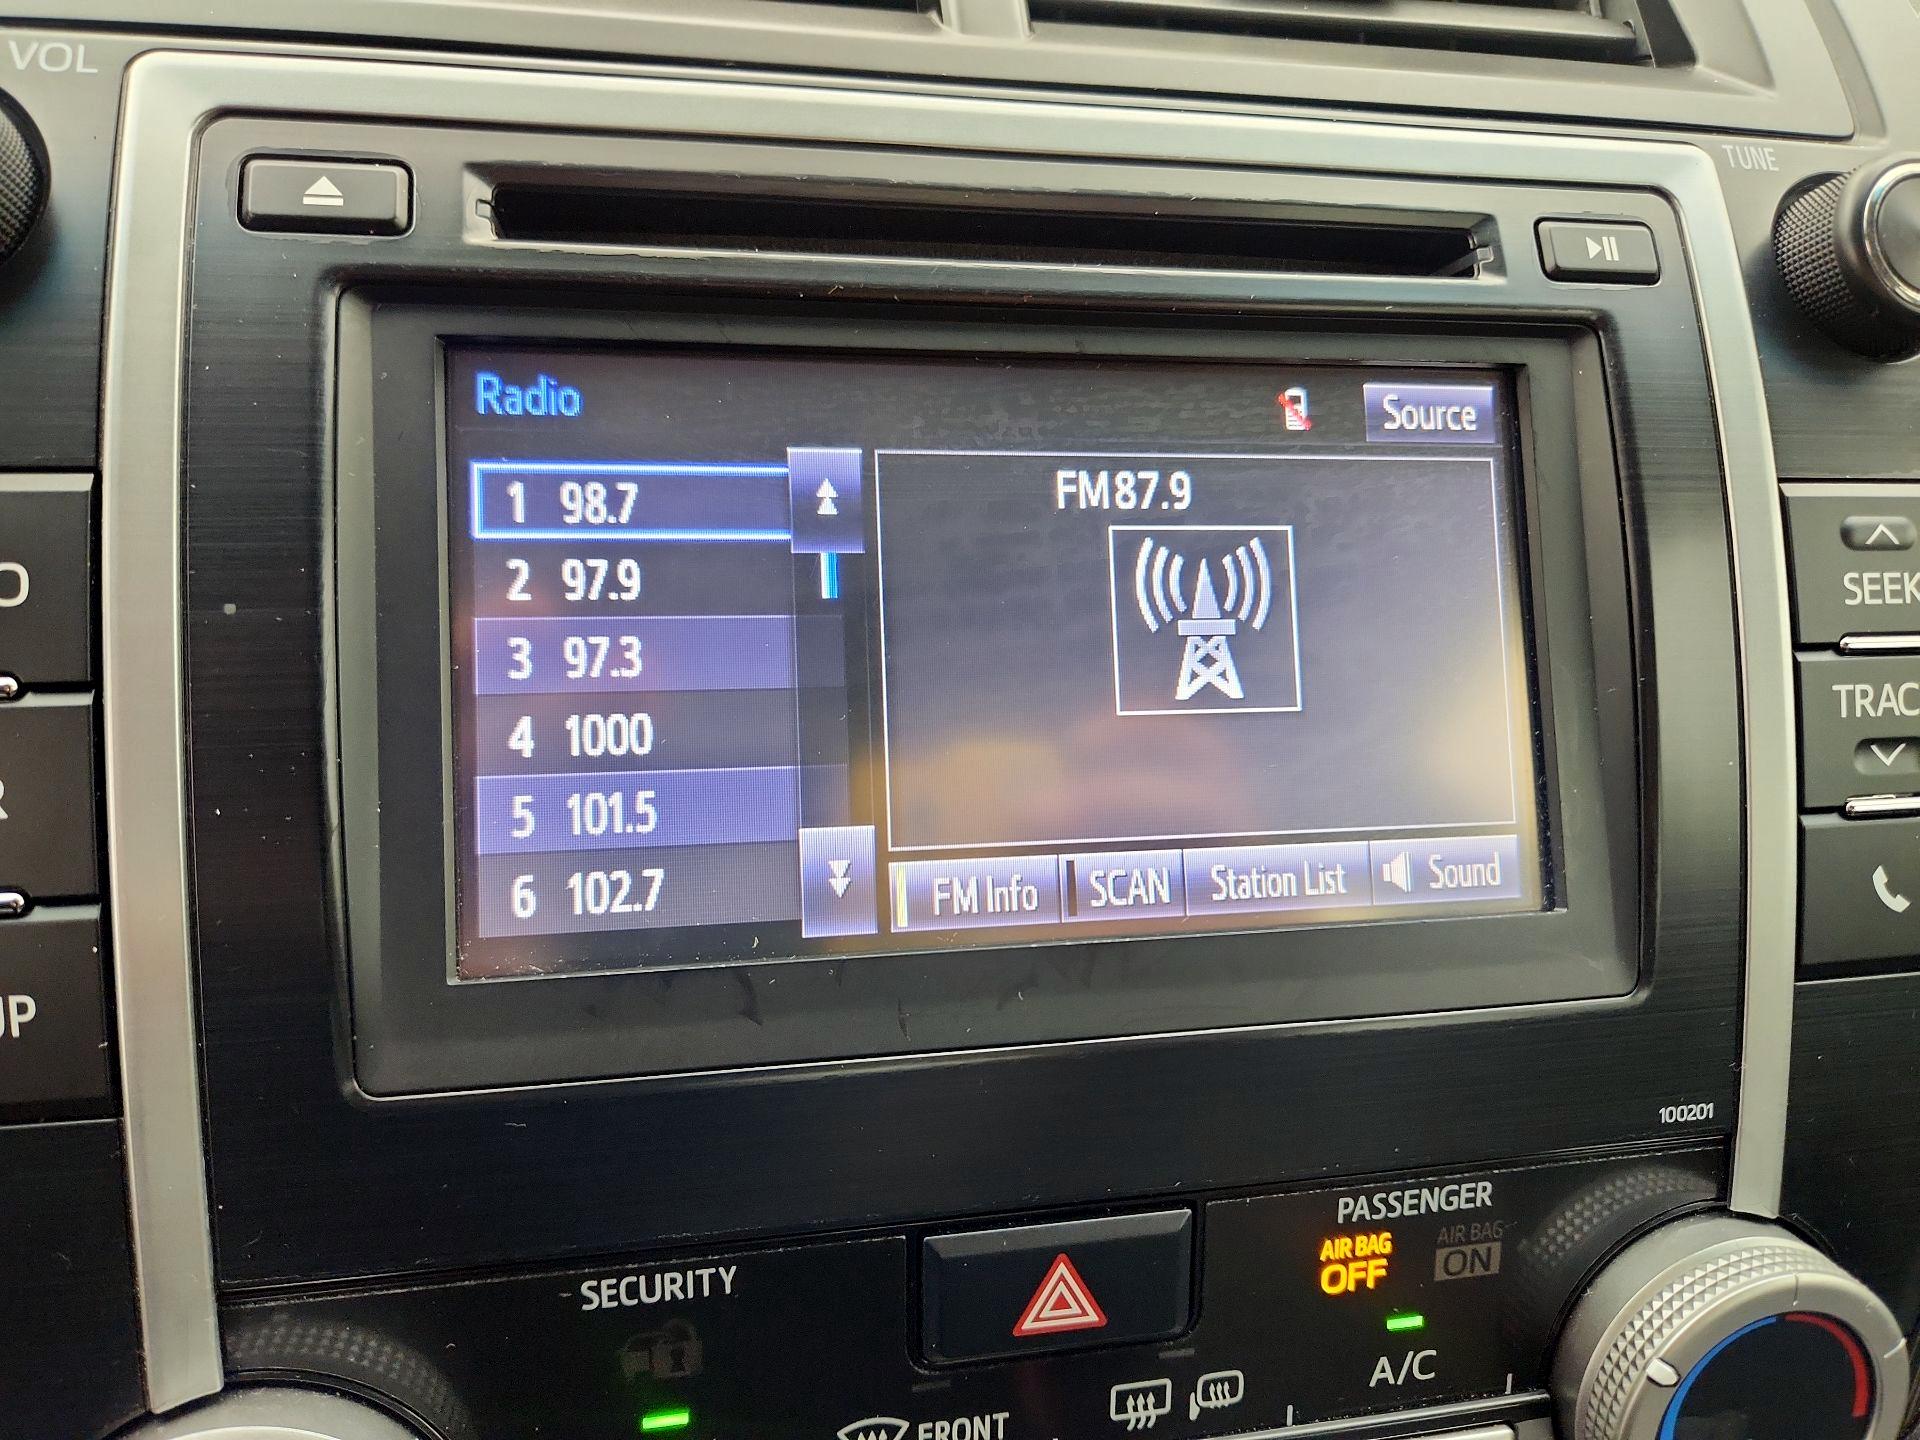 VOL
TUNE
Radio
Source
1 98.7
2 97.9
3 97.3
4 1000
5 101.5
6 102.7
FM87.9
FM Info
SCAN
Station List
Sound
SEEK
TRAC
UP
100201
PASSENGER
AIR BAG
OFF
AIR BAG
ON
SECURITY
A/C
FRONT